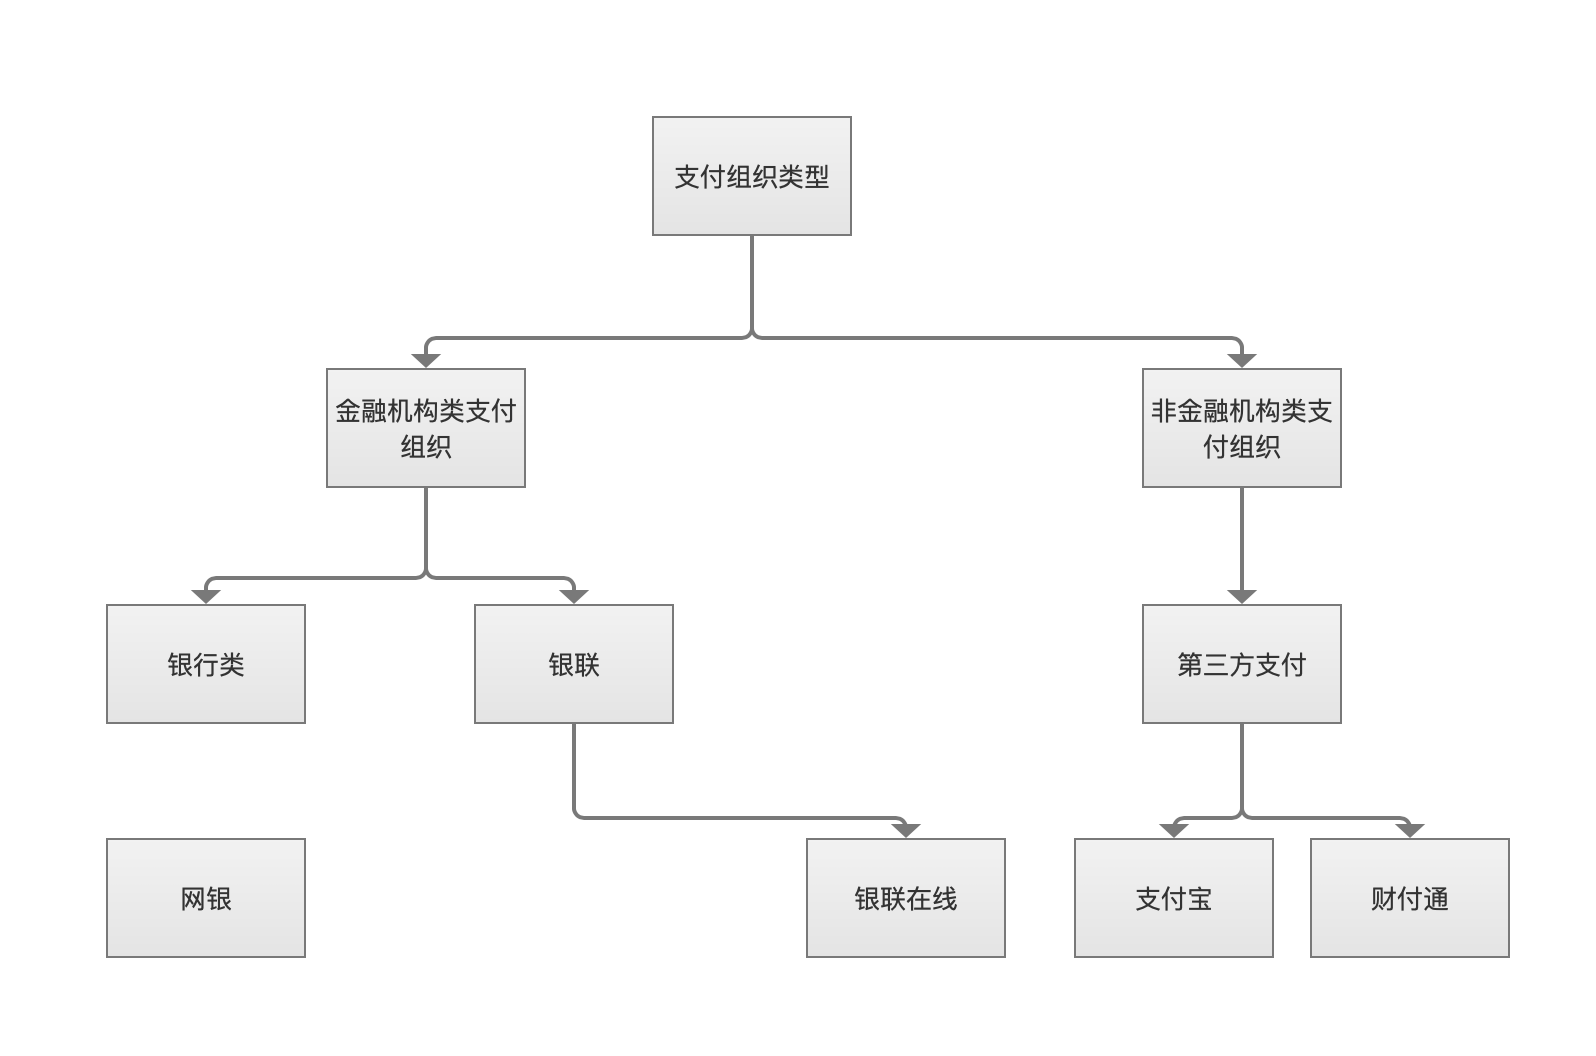 支付组织类型
金融机构类支付
组织
非金融机构类支
付组织
银行类
银联
第三方支付
网银
银联在线
支付宝
财付通